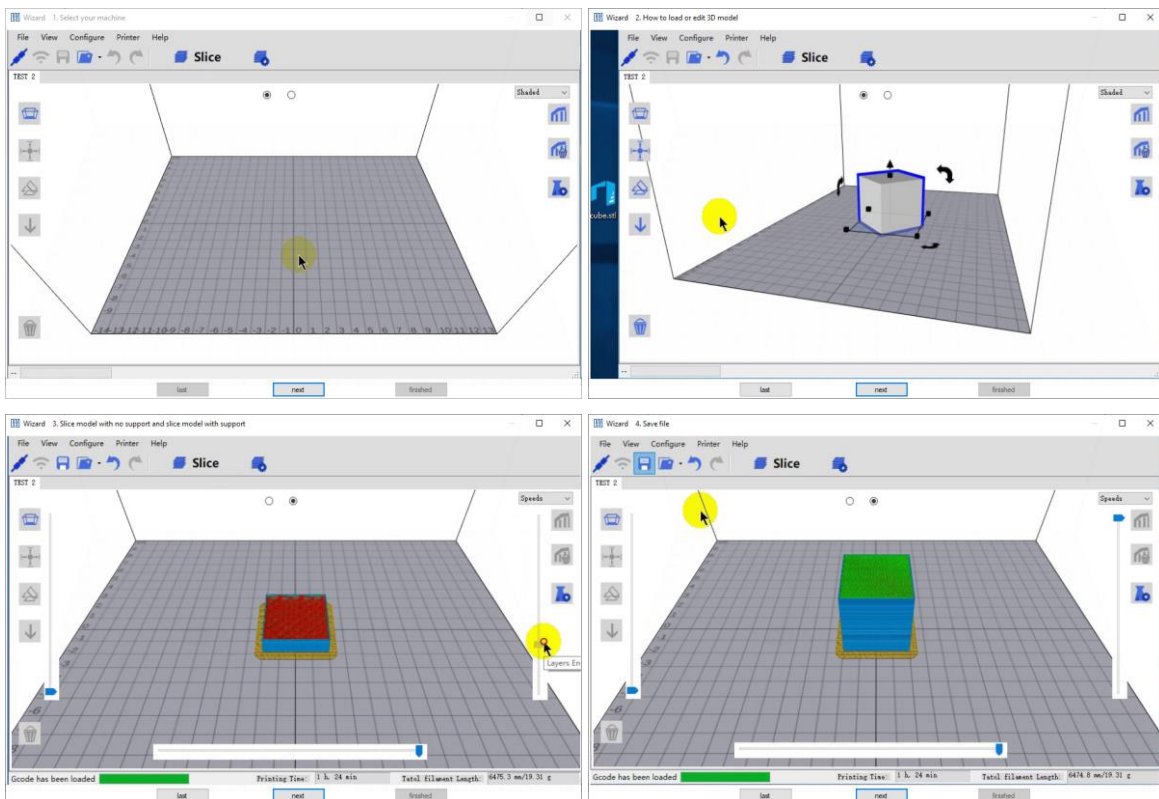 Wizard 1. Select your machine
File View Configure Printer Help
Slice
TEST 2
Shaded
--
last next finished
Wizard 2. How to load or edit 3D model
File View Configure Printer Help
Slice
TEST 2
Shaded
cube.stl
--
last next finished
Wizard 3. Slice model with no support and slice model with support
File View Configure Printer Help
Slice
TEST 2
Speeds
Layers En
Gcode has been loaded Printing Time: 1 h. 24 min Tatol filament Length: 6475.3 mm/19.31 g
last next finished
Wizard 4. Save file
File View Configure Printer Help
Slice
TEST 2
Speeds
Gcode has been loaded Printing Time: 1 h. 24 min Tatol filament Length: 6474.8 mm/19.31 g
last next finished